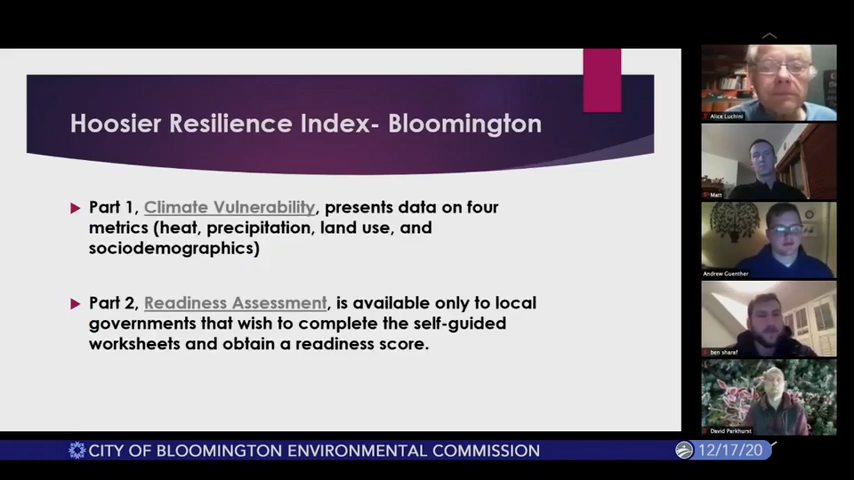 Hoosier Resilience Index- Bloomington
Part 1, Climate Vulnerability, presents data on four
metrics (heat, precipitation, land use, and
sociodemographics)
Part 2, Readiness Assessment, is available only to local
governments that wish to complete the self-guided
worksheets and obtain a readiness score.
Alice Luchini
Matt
Andrew Guenther
ben sharaf
David Parkhurst
CITY OF BLOOMINGTON ENVIRONMENTAL COMMISSION
12/17/20